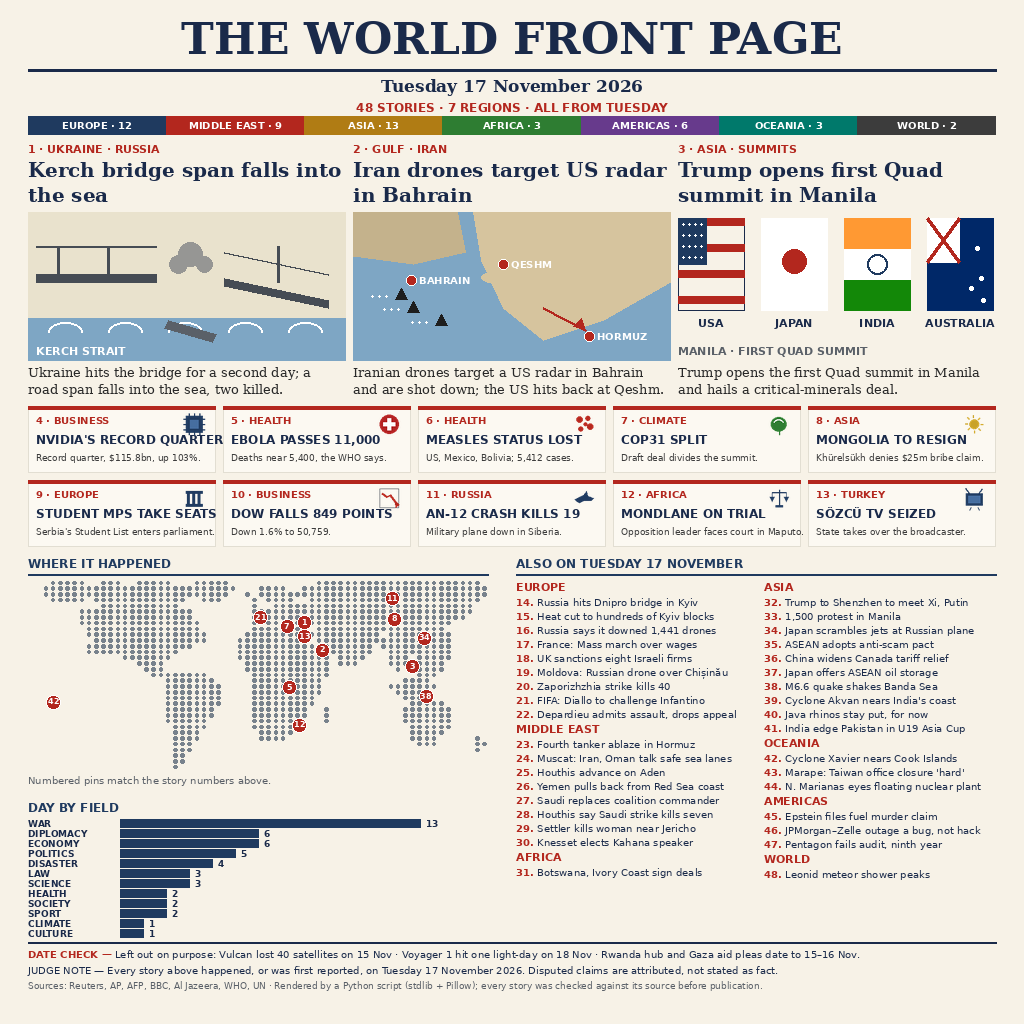 THE WORLD FRONT PAGE
Tuesday 17 November 2026
48 STORIES · 7 REGIONS · ALL FROM TUESDAY
EUROPE · 12
MIDDLE EAST · 9
ASIA · 13
AFRICA · 3
AMERICAS · 6
OCEANIA · 3
WORLD · 2
1 · UKRAINE · RUSSIA
Kerch bridge span falls into
the sea
KERCH STRAIT
Ukraine hits the bridge for a second day; a
road span falls into the sea, two killed.
2 · GULF · IRAN
Iran drones target US radar
in Bahrain
QESHM
BAHRAIN
HORMUZ
Iranian drones target a US radar in Bahrain
and are shot down; the US hits back at Qeshm.
3 · ASIA · SUMMITS
Trump opens first Quad
summit in Manila
USA
JAPAN
INDIA
AUSTRALIA
MANILA · FIRST QUAD SUMMIT
Trump opens the first Quad summit in Manila
and hails a critical-minerals deal.
4 · BUSINESS
NVIDIA'S RECORD QUARTER
Record quarter, $115.8bn, up 103%.
5 · HEALTH
EBOLA PASSES 11,000
Deaths near 5,400, the WHO says.
6 · HEALTH
MEASLES STATUS LOST
US, Mexico, Bolivia; 5,412 cases.
7 · CLIMATE
COP31 SPLIT
Draft deal divides the summit.
8 · ASIA
MONGOLIA TO RESIGN
Khürelsükh denies $25m bribe claim.
9 · EUROPE
STUDENT MPS TAKE SEATS
Serbia's Student List enters parliament.
10 · BUSINESS
DOW FALLS 849 POINTS
Down 1.6% to 50,759.
11 · RUSSIA
AN-12 CRASH KILLS 19
Military plane down in Siberia.
12 · AFRICA
MONDLANE ON TRIAL
Opposition leader faces court in Maputo.
13 · TURKEY
SÖZCÜ TV SEIZED
State takes over the broadcaster.
WHERE IT HAPPENED
11
21
7
1
8
13
34
2
3
5
38
42
12
Numbered pins match the story numbers above.
DAY BY FIELD
WAR 13
DIPLOMACY 6
ECONOMY 6
POLITICS 5
DISASTER 4
LAW 3
SCIENCE 3
HEALTH 2
SOCIETY 2
SPORT 2
CLIMATE 1
CULTURE 1
ALSO ON TUESDAY 17 NOVEMBER
EUROPE
14. Russia hits Dnipro bridge in Kyiv
15. Heat cut to hundreds of Kyiv blocks
16. Russia says it downed 1,441 drones
17. France: Mass march over wages
18. UK sanctions eight Israeli firms
19. Moldova: Russian drone over Chișinău
20. Zaporizhzhia strike kills 40
21. FIFA: Diallo to challenge Infantino
22. Depardieu admits assault, drops appeal
MIDDLE EAST
23. Fourth tanker ablaze in Hormuz
24. Muscat: Iran, Oman talk safe sea lanes
25. Houthis advance on Aden
26. Yemen pulls back from Red Sea coast
27. Saudi replaces coalition commander
28. Houthis say Saudi strikes kill seven
29. Settler kills woman near Jericho
30. Knesset elects Kahana speaker
AFRICA
31. Botswana, Ivory Coast sign deals
ASIA
32. Trump to Shenzhen to meet Xi, Putin
33. 1,500 protest in Manila
34. Japan scrambles jets at Russian plane
35. ASEAN adopts anti-scam pact
36. China widens Canada tariff relief
37. Japan offers ASEAN oil storage
38. M6.6 quake shakes Banda Sea
39. Cyclone Akvan nears India's coast
40. Java rhinos stay put, for now
41. India edge Pakistan in U19 Asia Cup
OCEANIA
42. Cyclone Xavier nears Cook Islands
43. Marape: Taiwan office closure 'hard'
44. N. Marianas eyes floating nuclear plant
AMERICAS
45. Epstein files fuel murder claim
46. JPMorgan–Zelle outage a bug, not hack
47. Pentagon fails audit, ninth year
WORLD
48. Leonid meteor shower peaks
DATE CHECK — Left out on purpose: Vulcan lost 40 satellites on 15 Nov · Voyager 1 hit one light-day on 18 Nov · Rwanda hub and Gaza aid pleas date to 15–16 Nov.
JUDGE NOTE — Every story above happened, or was first reported, on Tuesday 17 November 2026. Disputed claims are attributed, not stated as fact.
Sources: Reuters, AP, AFP, BBC, Al Jazeera, WHO, UN · Rendered by a Python script (stdlib + Pillow); every story was checked against its source before publication.